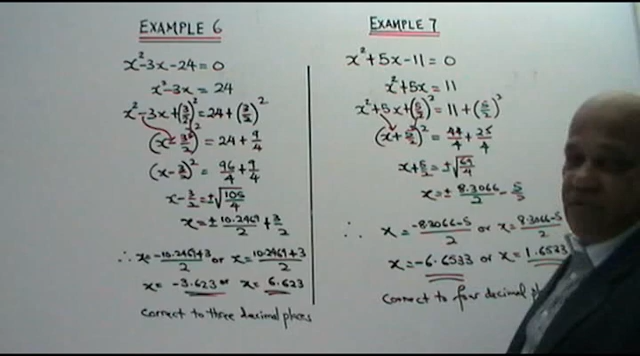 EXAMPLE 6
x²-3x-24=0
x²-3x = 24
x²-3x+(3/2)²=24+(3/2)²
(x-3/2)² = 24+9/4
(x-3/2)² = 96/4+9/4
x-3/2=±√105/4
x=±10.2469/2+3/2
∴ x=-10.2469+3/2 or x=10.2469+3/2
x= -3.623 or x= 6.623
correct to three decimal places
EXAMPLE 7
x²+5x-11=0
x²+5x=11
x²+5x+(5/2)²=11+(5/2)²
(x+5/2)²=44/4+25/4
x+5/2=±√69/4
x=±8.3066/2-5/2
∴ x=-8.3066-5/2 or x=8.3066-5/2
x=-6.6533 or x=1.6533
correct to four decimal